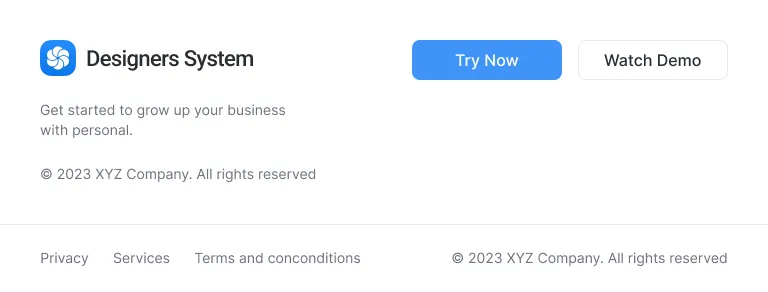 Designers System
Try Now
Watch Demo
Get started to grow up your business
with personal.
© 2023 XYZ Company. All rights reserved
Privacy
Services
Terms and conconditions
© 2023 XYZ Company. All rights reserved